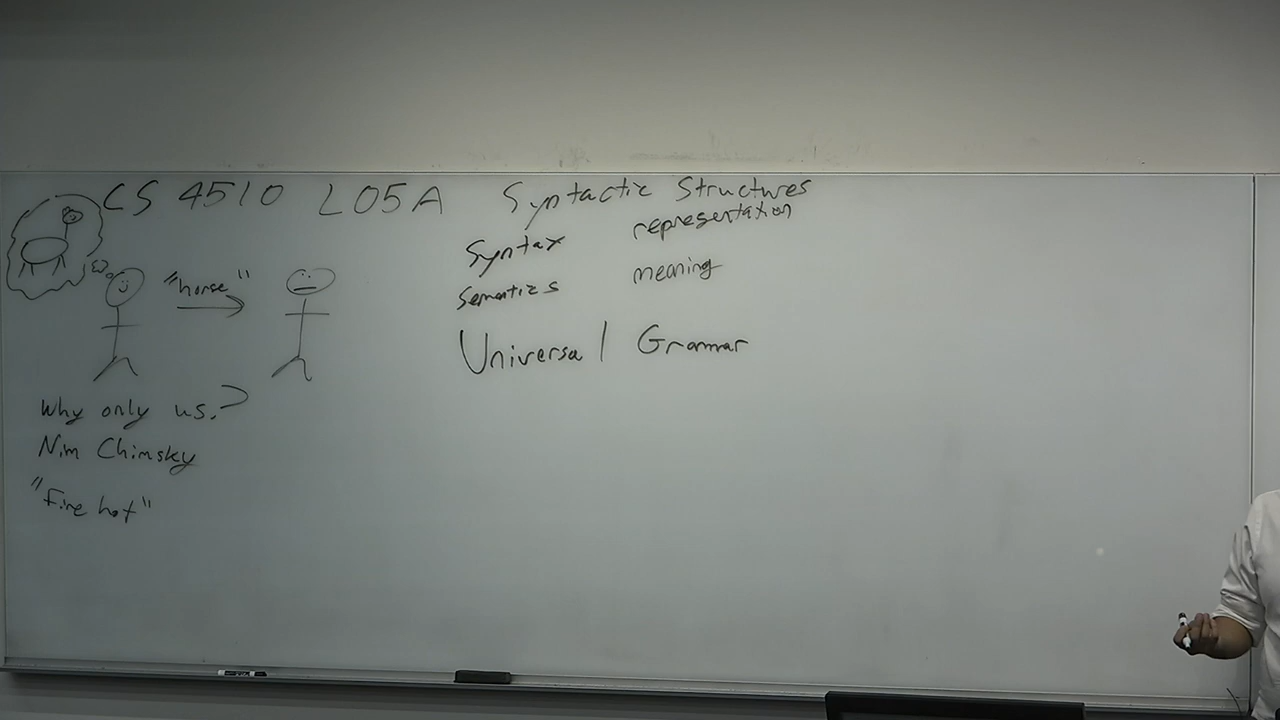 CS 4510 L05A Syntactic Structures
Syntax representation
Semantics meaning
"horse"
Universal Grammar
Why only us?
Nim Chimsky
"Fire hot"